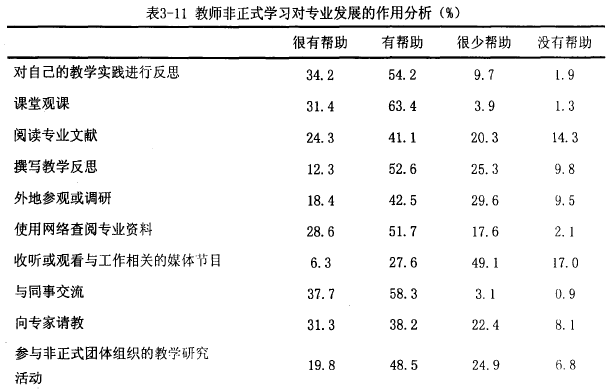 表3-11 教师非正式学习对专业发展的作用分析（%）
很有帮助 有帮助 很少帮助 没有帮助
对自己的教学实践进行反思 34.2 54.2 9.7 1.9
课堂观课 31.4 63.4 3.9 1.3
阅读专业文献 24.3 41.1 20.3 14.3
撰写教学反思 12.3 52.6 25.3 9.8
外地参观或调研 18.4 42.5 29.6 9.5
使用网络查阅专业资料 28.6 51.7 17.6 2.1
收听或观看与工作相关的媒体节目 6.3 27.6 49.1 17.0
与同事交流 37.7 58.3 3.1 0.9
向专家请教 31.3 38.2 22.4 8.1
参与非正式团体组织的教学研究
活动 19.8 48.5 24.9 6.8